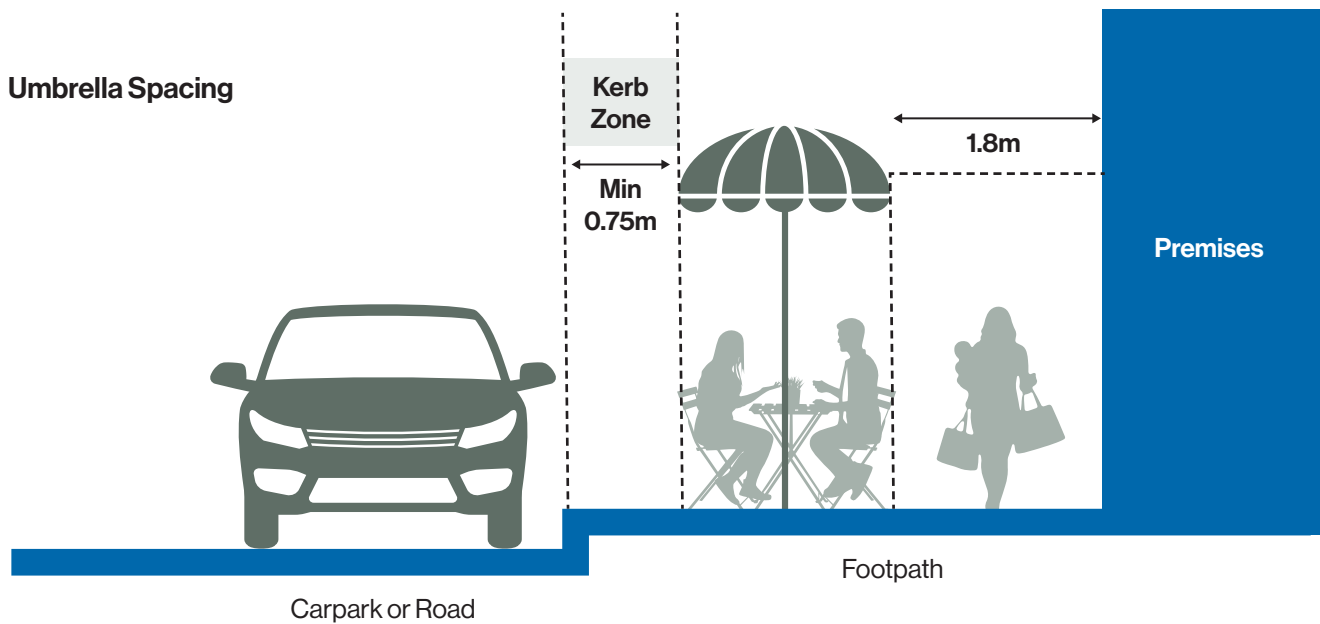 Umbrella Spacing
Kerb
Zone
Min
0.75m
1.8m
Premises
Footpath
Carpark or Road